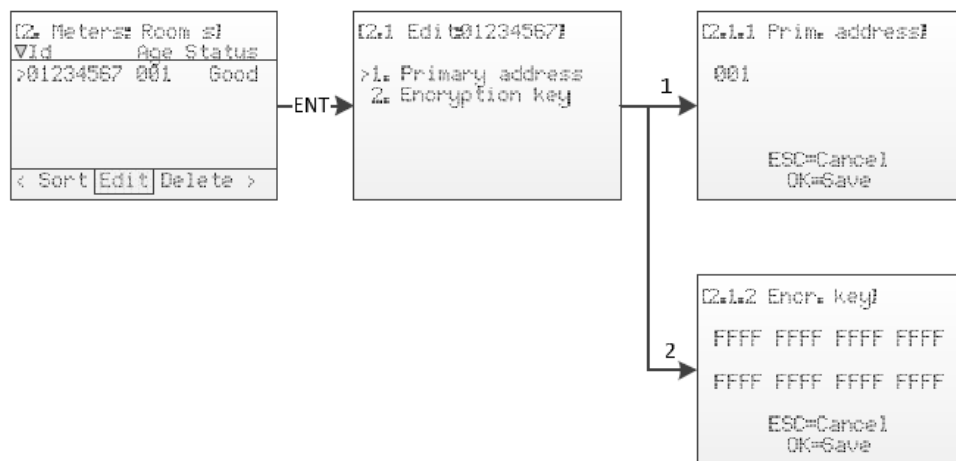 [2. Meters: Room s]
▽Id Age Status
>01234567 001 Good
< Sort Edit Delete >
ENT
[2.1 Edit:01234567]
>1. Primary address
2. Encryption key
1
[2.1.1 Prim. address]
001
ESC=Cancel
OK=Save
2
[2.1.2 Encr. key]
FFFF FFFF FFFF FFFF
FFFF FFFF FFFF FFFF
ESC=Cancel
OK=Save